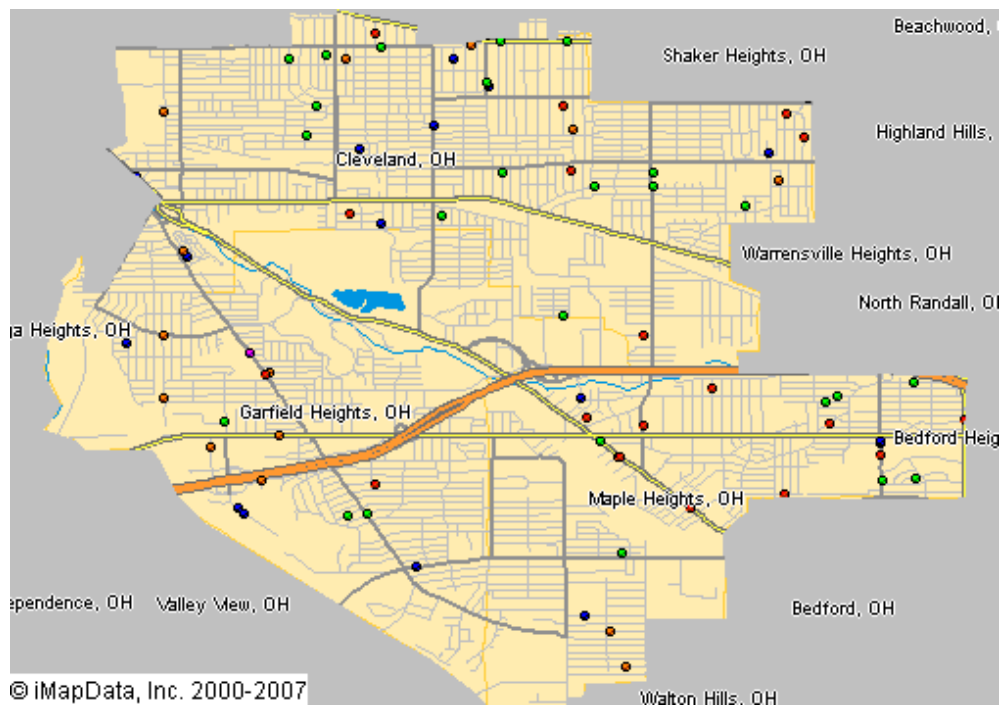 Beachwood,
Shaker Heights, OH
Highland Hills,
Cleveland, OH
Warrensville Heights, OH
North Randall, OH
ga Heights, OH
Garfield Heights, OH
Bedford Heig
Maple Heights, OH
ependence, OH
Valley View, OH
Bedford, OH
© iMapData, Inc. 2000-2007
Walton Hills, OH